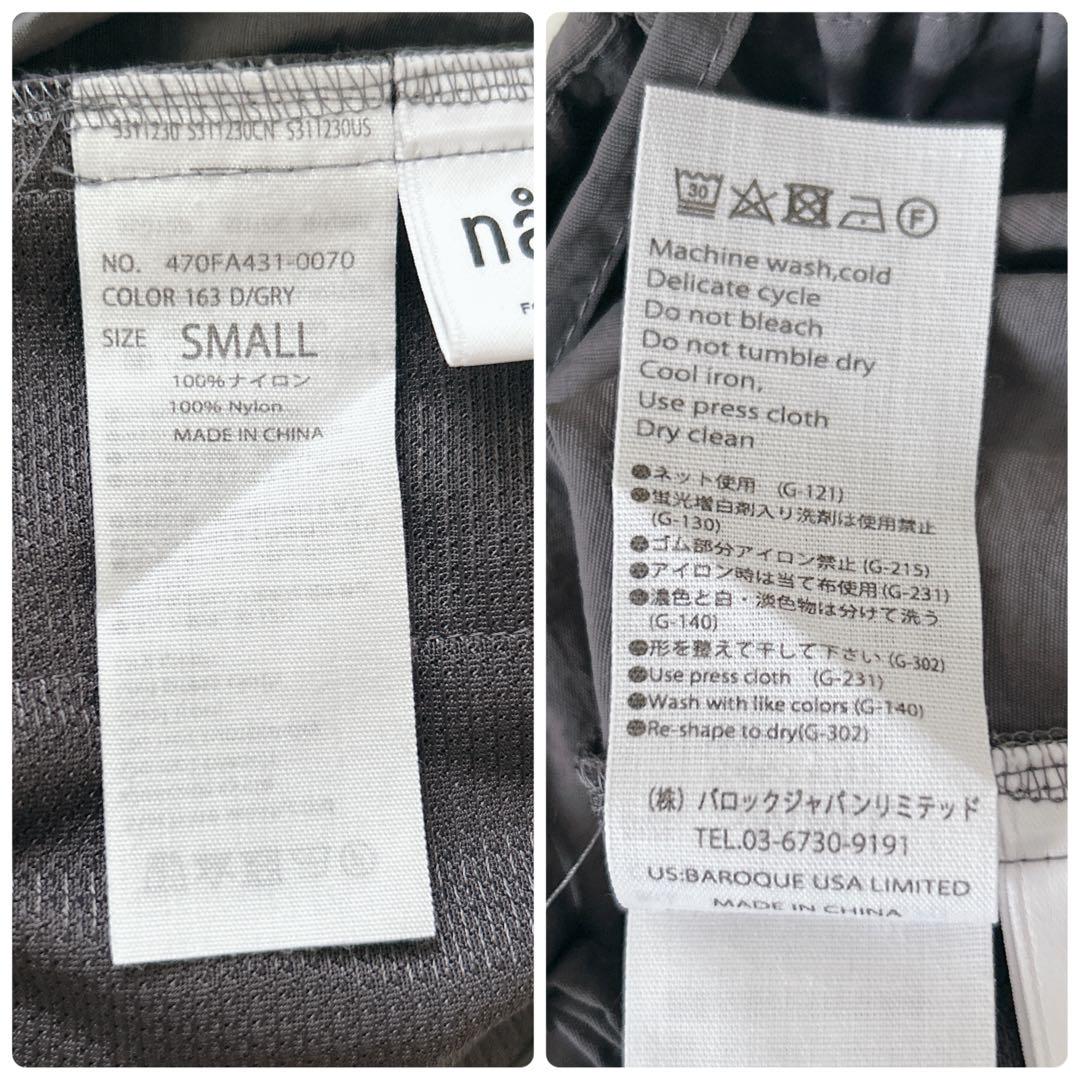 S311230 S311230CN S311230US
NO. 470FA431-0070
COLOR 163 D/GRY
SIZE SMALL
100%ナイロン
100% Nylon
MADE IN CHINA
nå
30
F
Machine wash,cold
Delicate cycle
Do not bleach
Do not tumble dry
Cool iron,
Use press cloth
Dry clean
●ネット使用 (G-121)
●蛍光増白剤入り洗剤は使用禁止
(G-130)
●ゴム部分アイロン禁止 (G-215)
●アイロン時は当て布使用 (G-231)
●濃色と白・淡色物は分けて洗う
(G-140)
●形を整えて干して下さい (G-302)
●Use press cloth (G-231)
●Wash with like colors (G-140)
●Re-shape to dry(G-302)
(株) バロックジャパンリミテッド
TEL.03-6730-9191
US:BAROQUE USA LIMITED
MADE IN CHINA